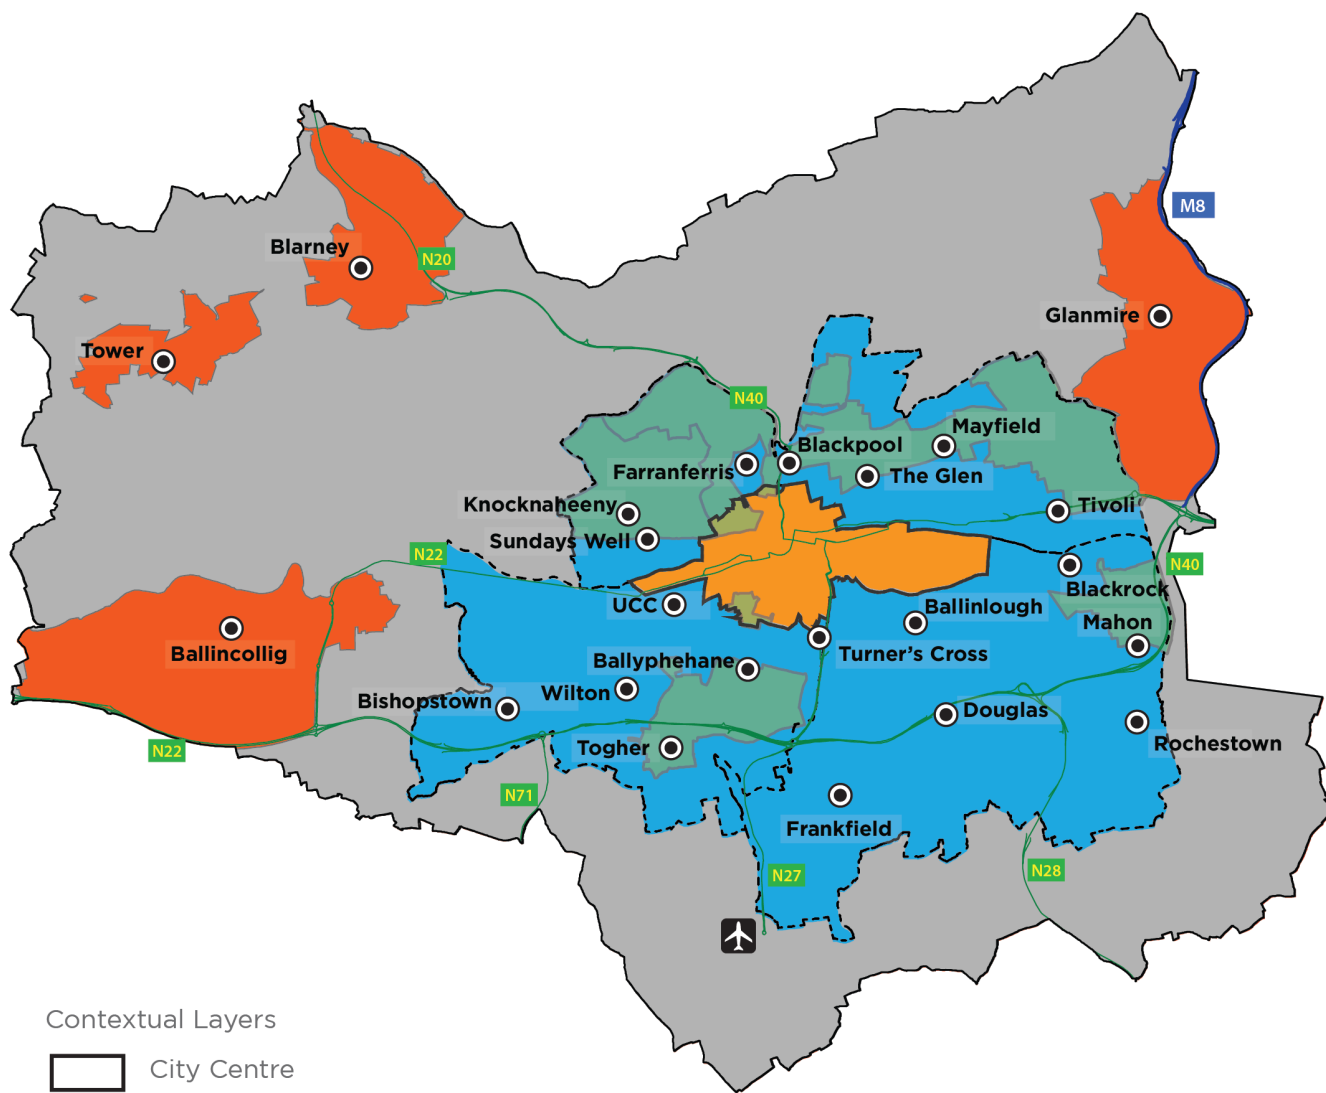 M8
Blarney
N20
Glanmire
Tower
N40
Mayfield
Blackpool
Farranferris
The Glen
Knocknaheeny
Tivoli
Sundays Well
N22
N40
Blackrock
UCC
Ballinlough
Mahon
Ballincollig
Turner's Cross
Ballyphehane
Wilton
Bishopstown
Douglas
Rochestown
N22
Togher
N71
Frankfield
N28
N27
Contextual Layers
City Centre